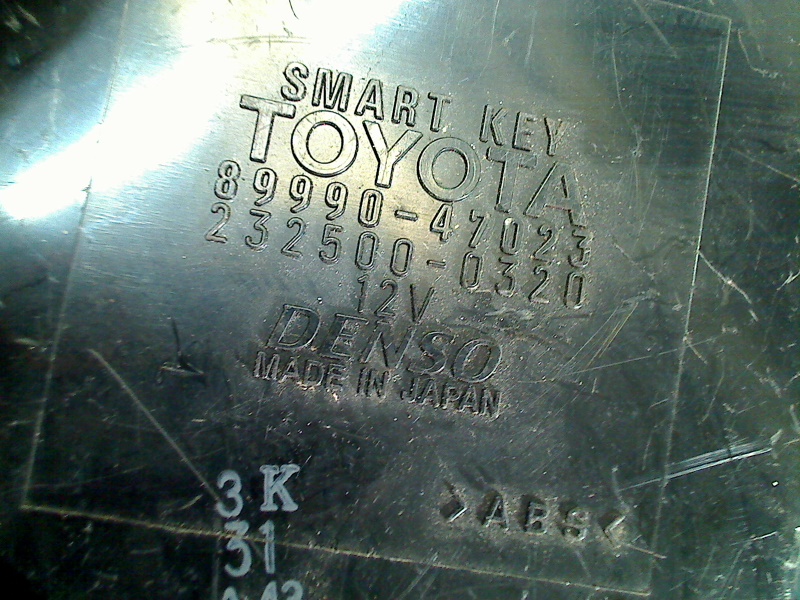 SMART KEY
TOYOTA
89990-47023
232500-0320
12V
DENSO
MADE IN JAPAN
3K
>ABS<
31